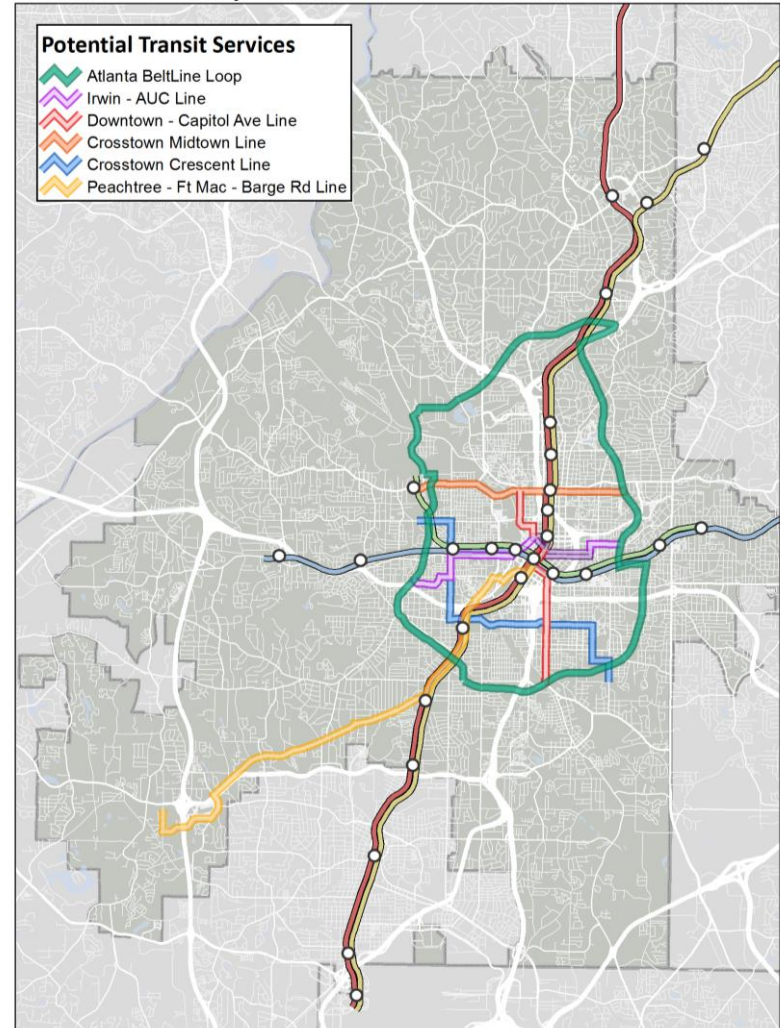 Potential Transit Services
Atlanta BeltLine Loop
Irwin - AUC Line
Downtown - Capitol Ave Line
Crosstown Midtown Line
Crosstown Crescent Line
Peachtree - Ft Mac - Barge Rd Line